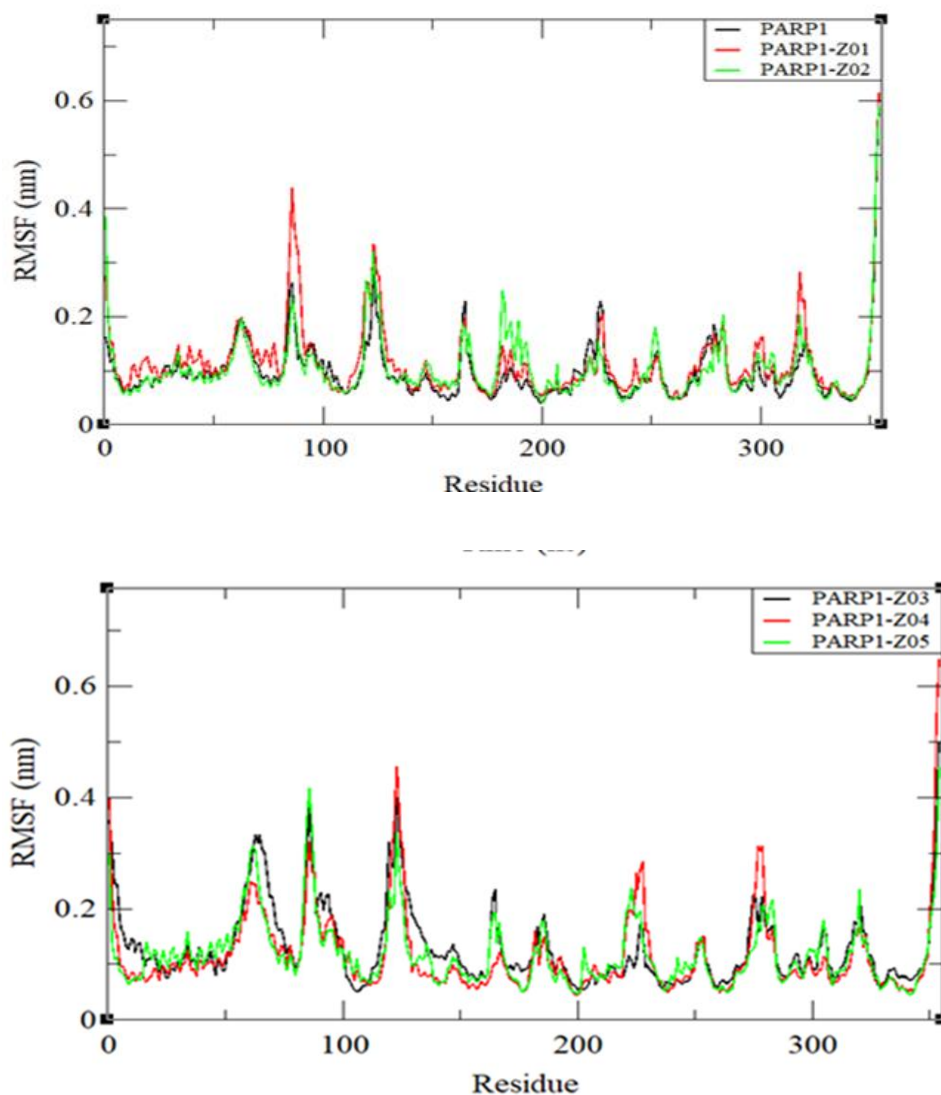 PARP1
PARP1-Z01
PARP1-Z02
0.6
0.4
0.2
0
RMSF (nm)
0 100 200 300
Residue
PARP1-Z03
PARP1-Z04
PARP1-Z05
0.6
0.4
0.2
0
RMSF (nm)
0 100 200 300
Residue